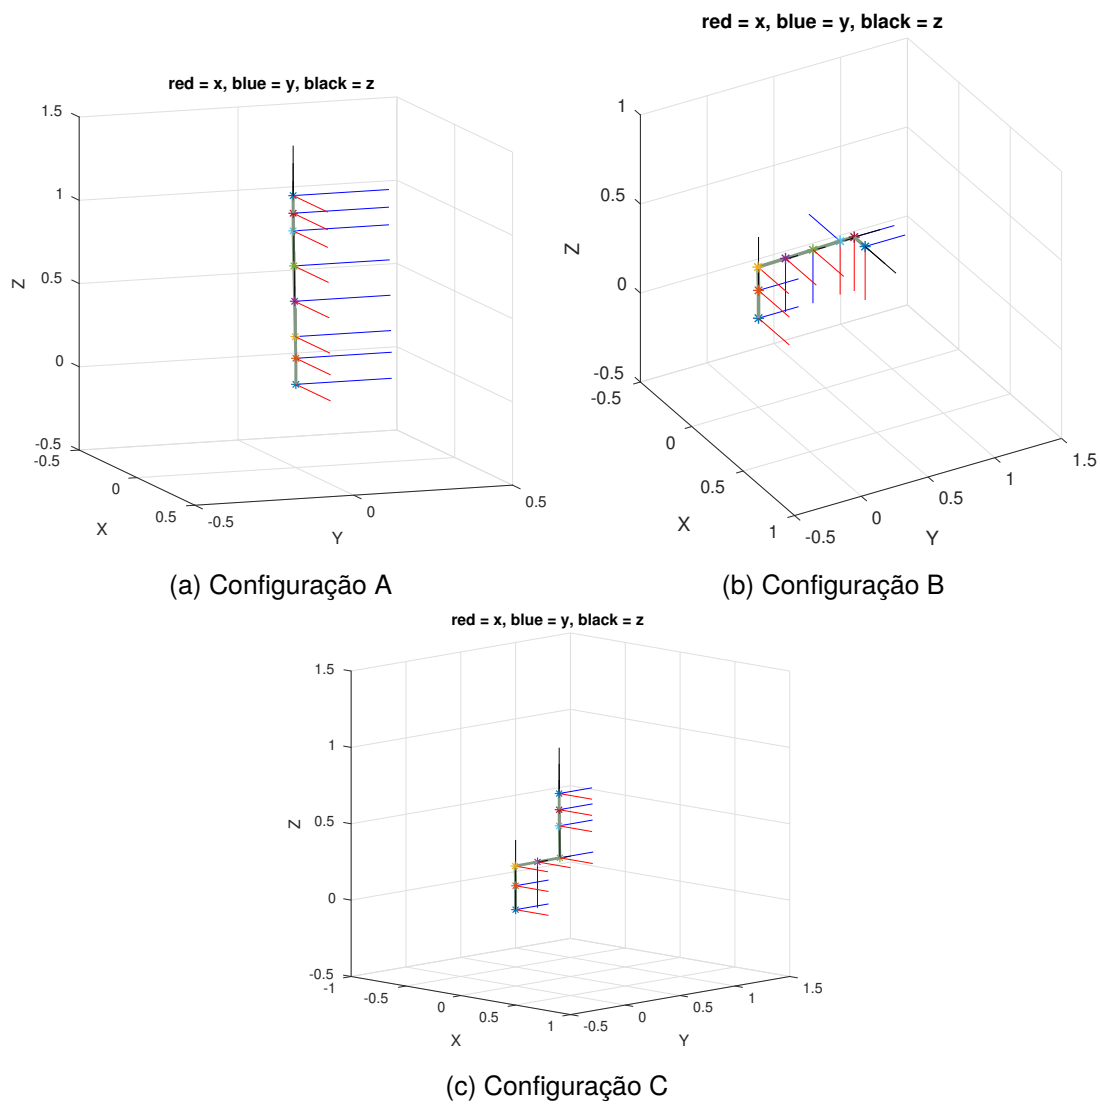 red = x, blue = y, black = z
1.5
1
0.5
0
-0.5
Z
-0.5
0
0.5
X
-0.5
0
0.5
Y
(a) Configuração A
red = x, blue = y, black = z
1
0.5
0
-0.5
Z
-0.5
0
0.5
1
X
-0.5
0
0.5
1
1.5
Y
(b) Configuração B
red = x, blue = y, black = z
1.5
1
0.5
0
-0.5
Z
-1
-0.5
0
0.5
1
X
-0.5
0
0.5
1
1.5
Y
(c) Configuração C